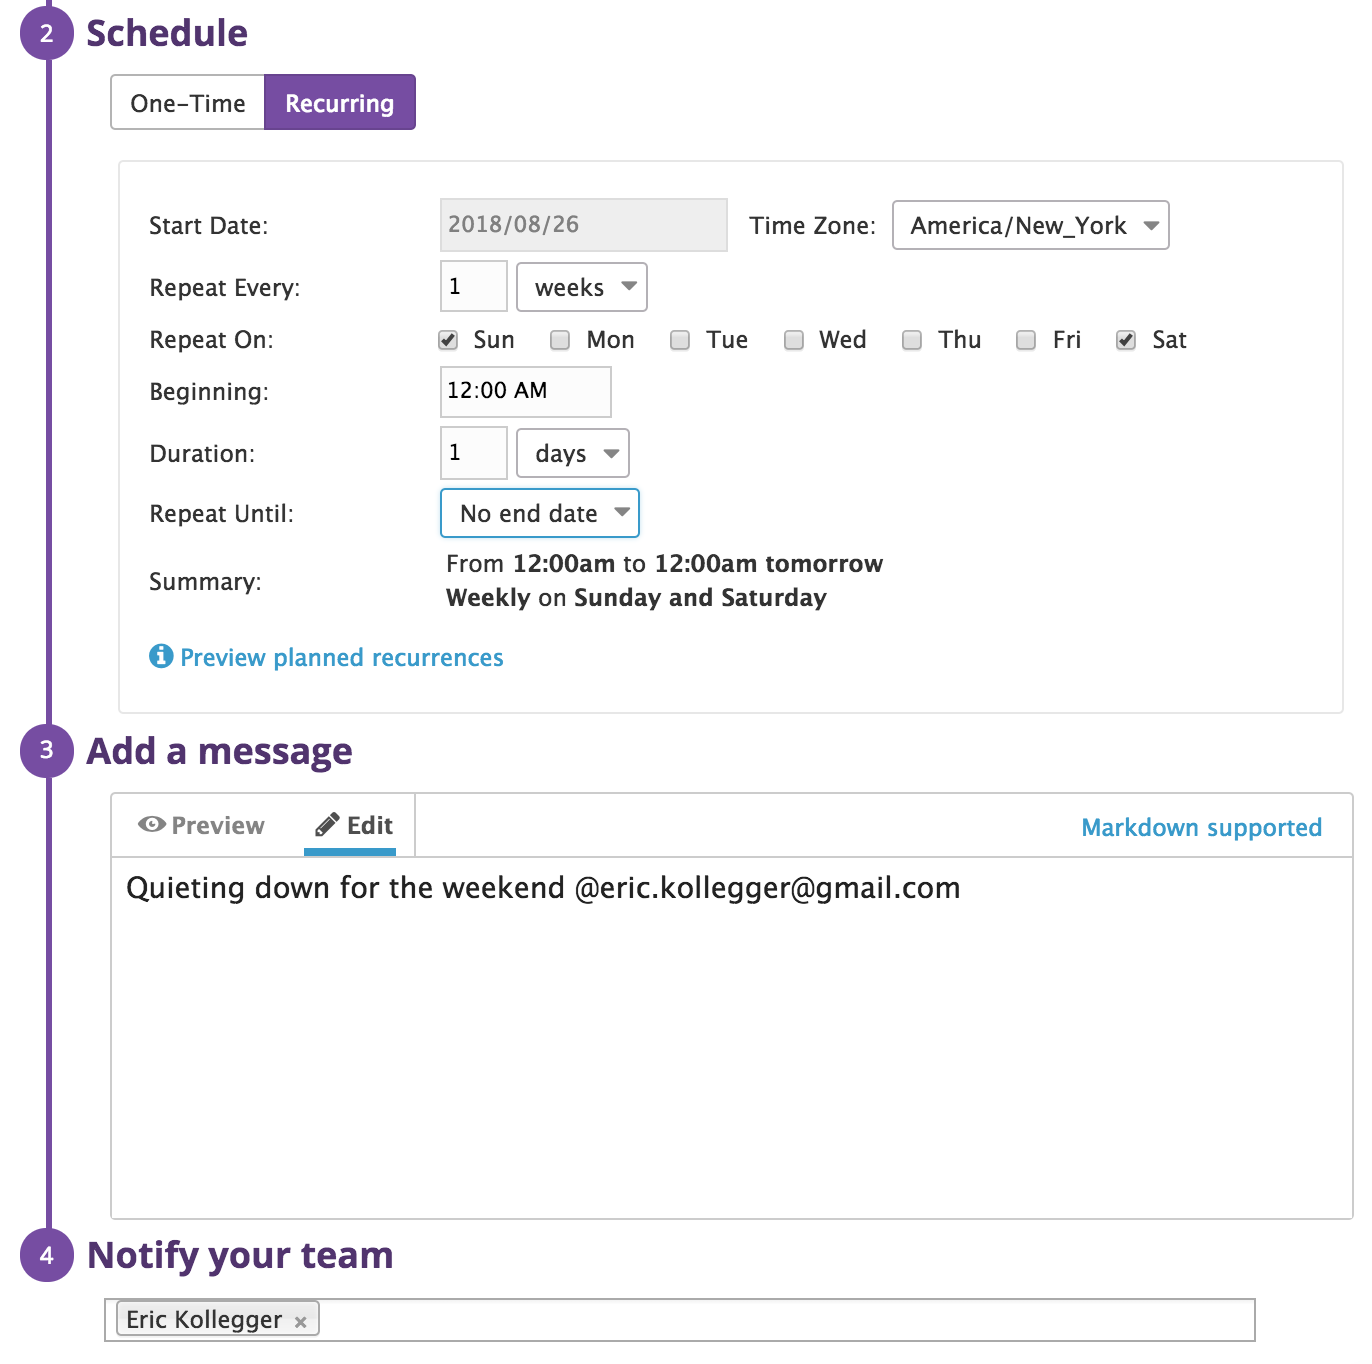 2 Schedule
One-Time Recurring
Start Date: 2018/08/26 Time Zone: America/New_York
Repeat Every: 1 weeks
Repeat On: Sun Mon Tue Wed Thu Fri Sat
Beginning: 12:00 AM
Duration: 1 days
Repeat Until: No end date
Summary: From 12:00am to 12:00am tomorrow
Weekly on Sunday and Saturday
Preview planned recurrences
3 Add a message
Preview Edit Markdown supported
Quieting down for the weekend @eric.kollegger@gmail.com
4 Notify your team
Eric Kollegger ×